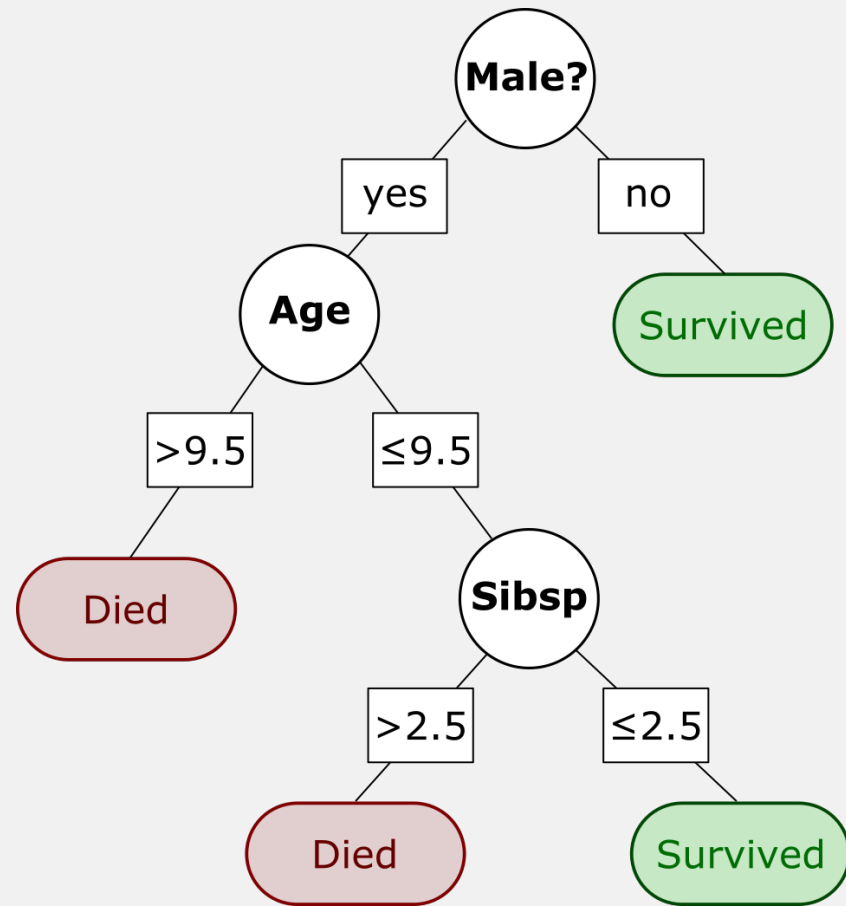 Male?
yes
no
Age
Survived
>9.5
≤9.5
Died
Sibsp
>2.5
≤2.5
Died
Survived